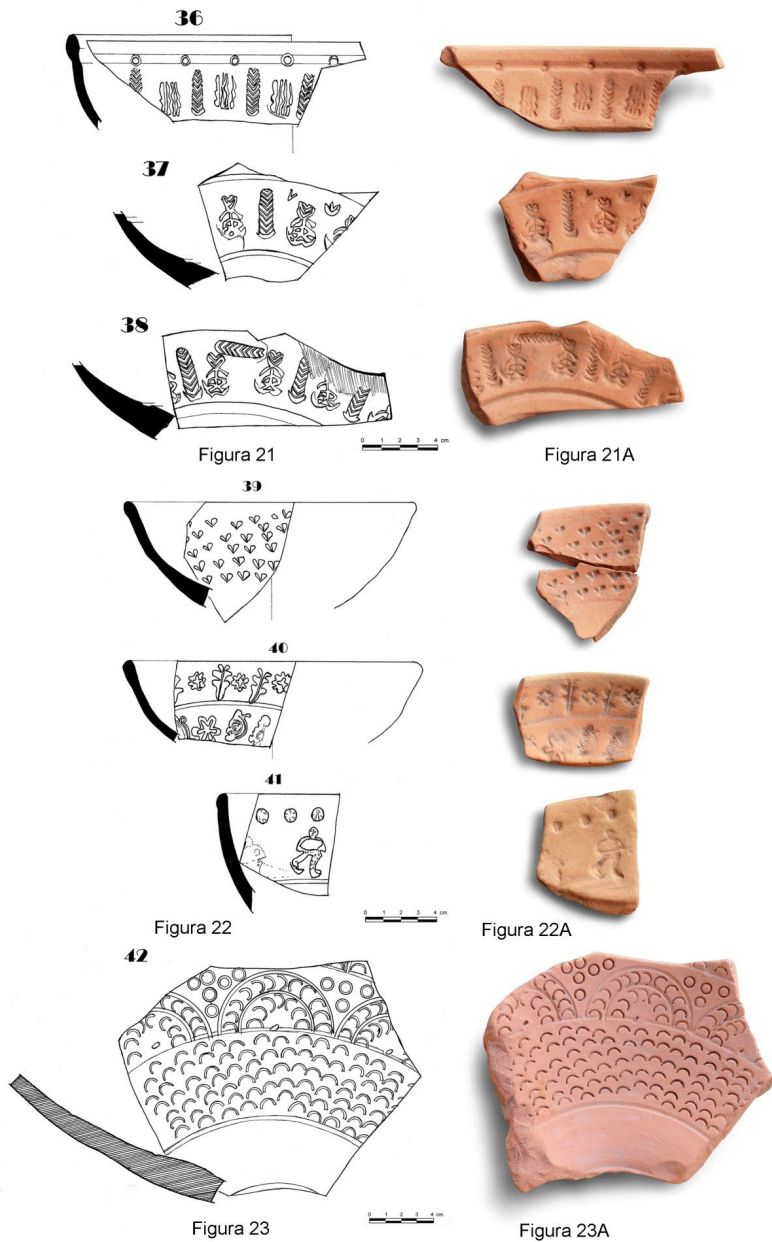 36
37
38
0 1 2 3 4 cm.
Figura 21
Figura 21A
39
40
41
0 1 2 3 4 cm.
Figura 22
Figura 22A
42
0 1 2 3 4 cm.
Figura 23
Figura 23A